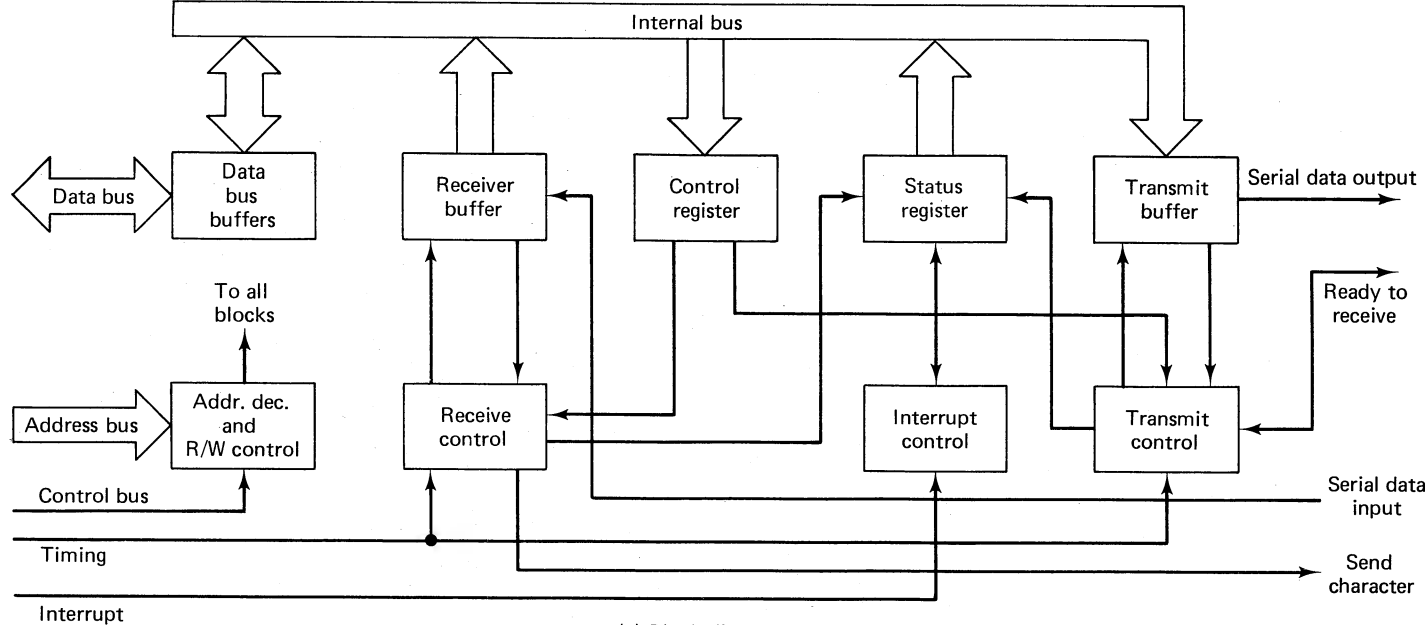 Internal bus
Data bus
Data
bus
buffers
Receiver
buffer
Control
register
Status
register
Transmit
buffer
Serial data output
To all
blocks
Ready to
receive
Address bus
Addr. dec.
and
R/W control
Receive
control
Interrupt
control
Transmit
control
Control bus
Serial data
input
Timing
Send
character
Interrupt